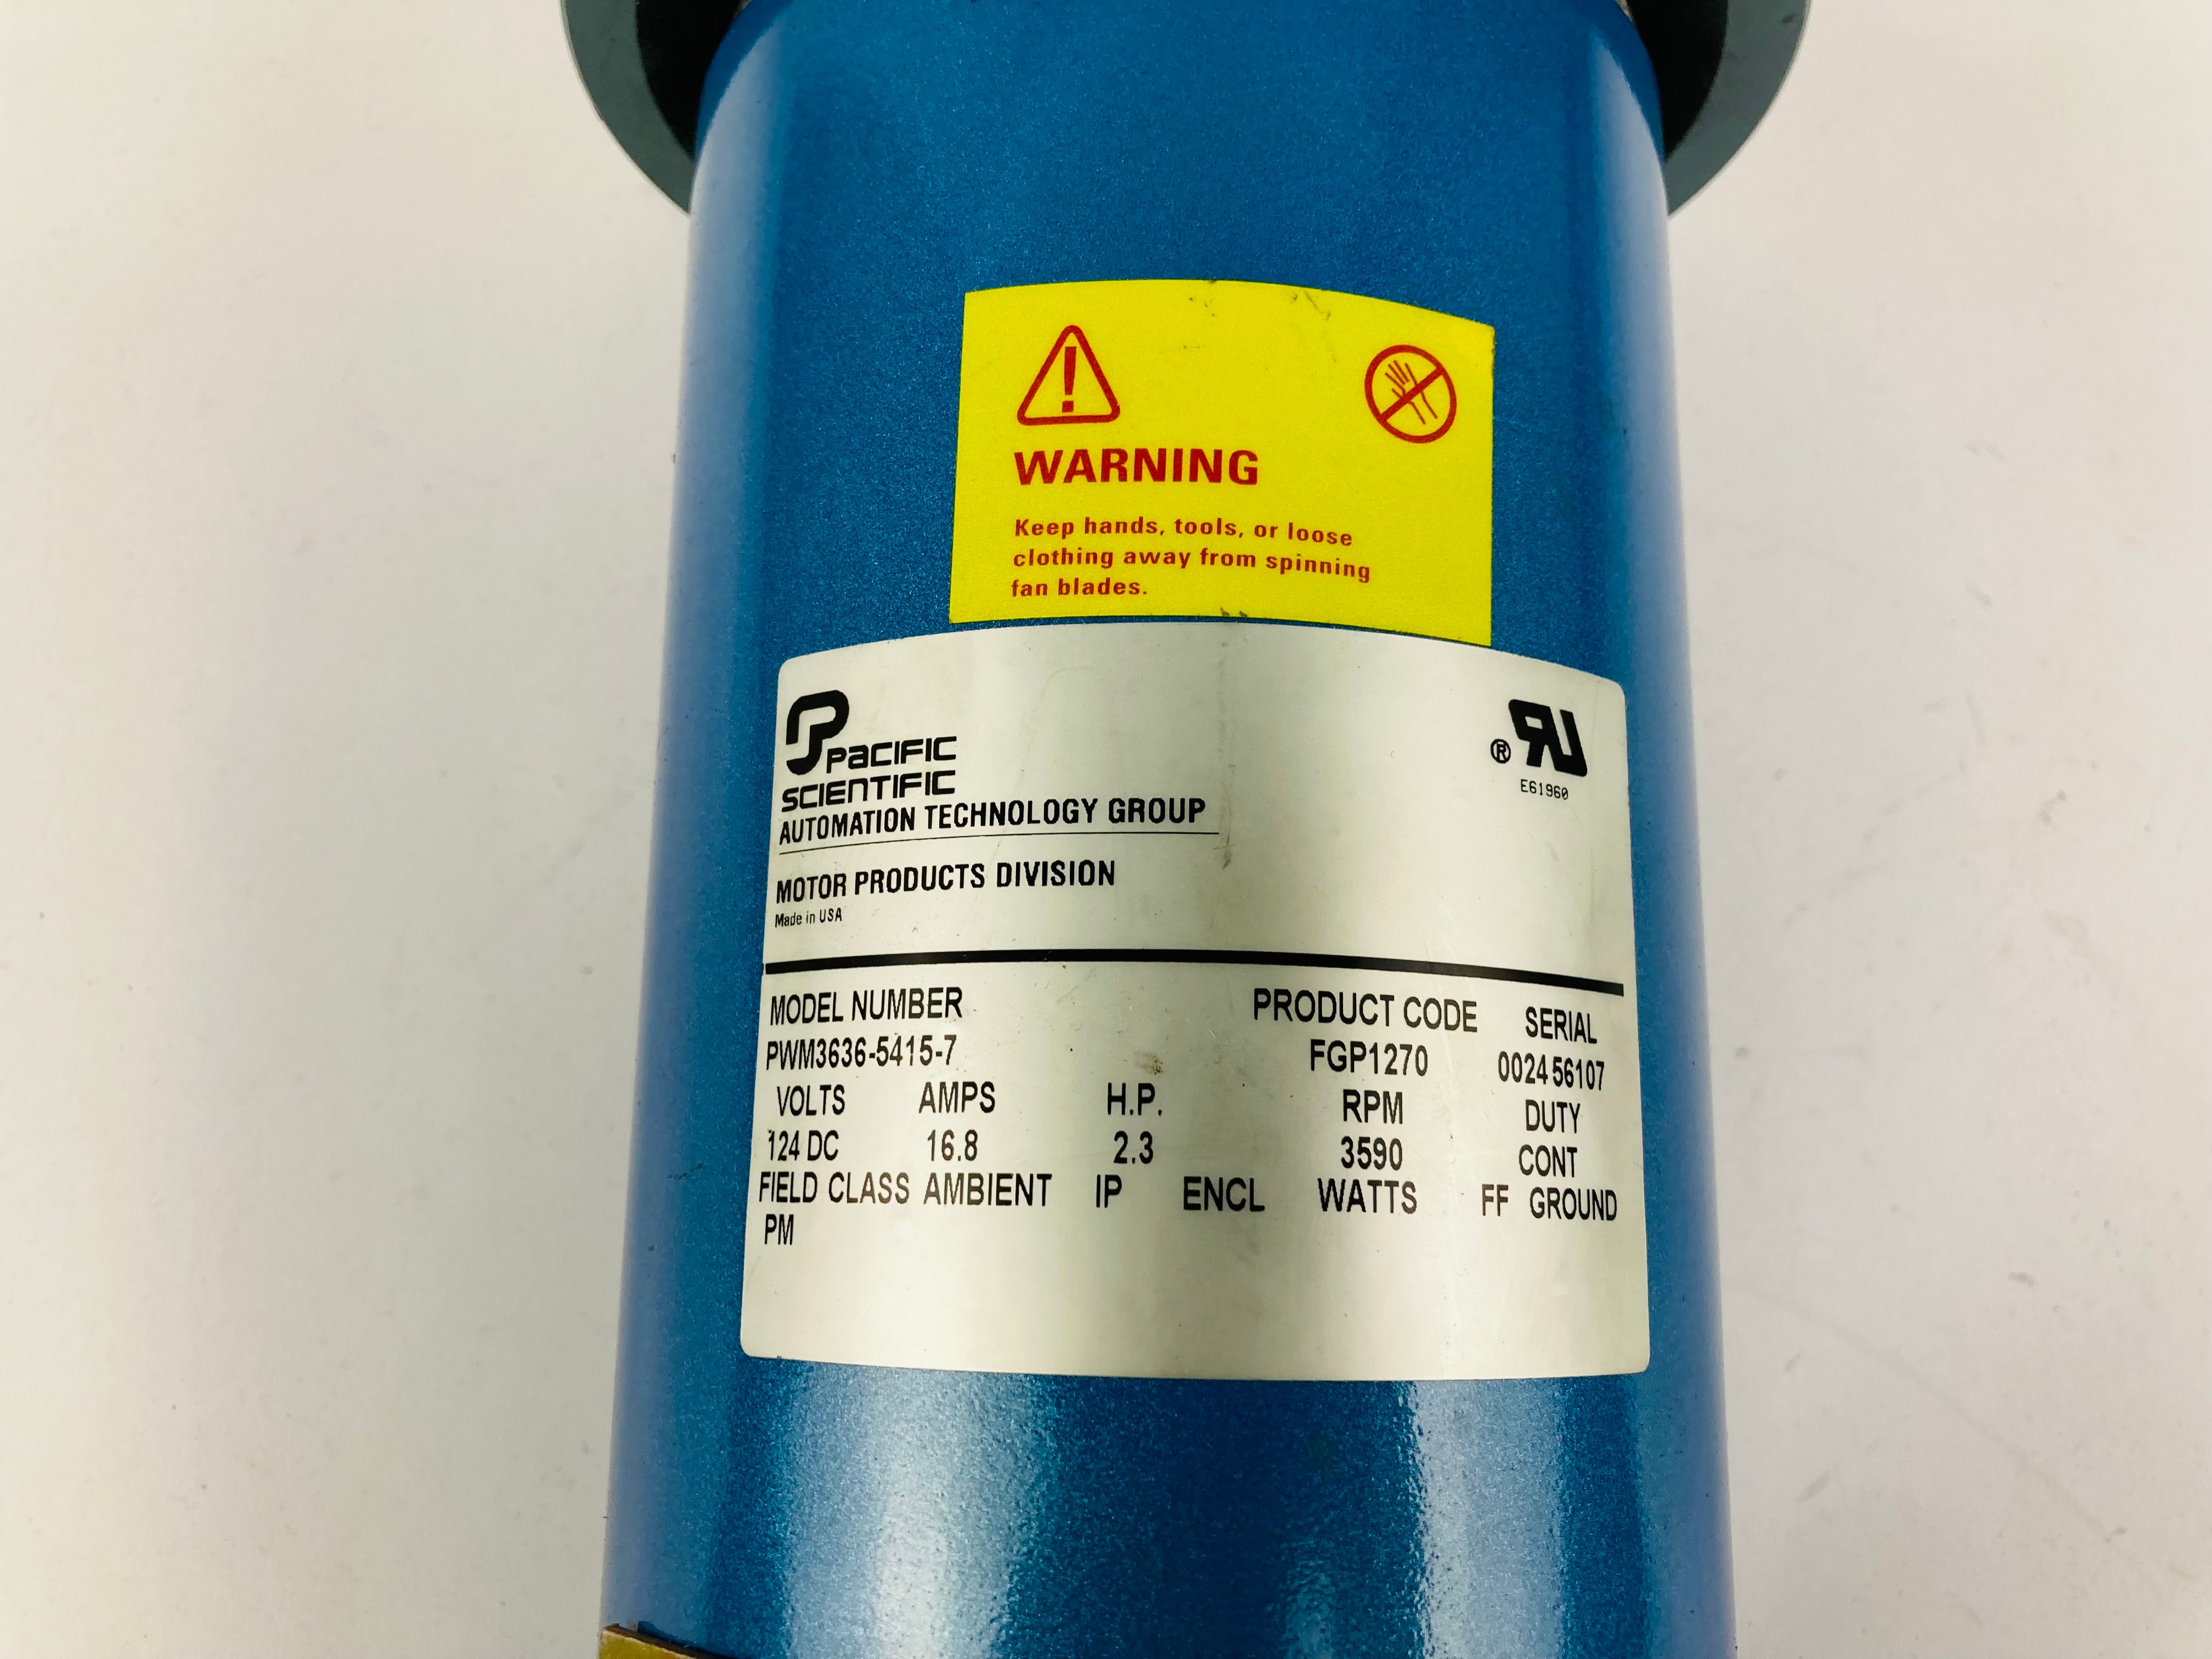 WARNING
Keep hands, tools, or loose
clothing away from spinning
fan blades.
PACIFIC
SCIENTIFIC
AUTOMATION TECHNOLOGY GROUP
MOTOR PRODUCTS DIVISION
Made in USA
® RU
E61960
MODEL NUMBER PRODUCT CODE SERIAL
PWM3636-5415-7 FGP1270 002456107
VOLTS AMPS H.P. RPM DUTY
124 DC 16.8 2.3 3590 CONT
FIELD CLASS AMBIENT IP ENCL WATTS FF GROUND
PM